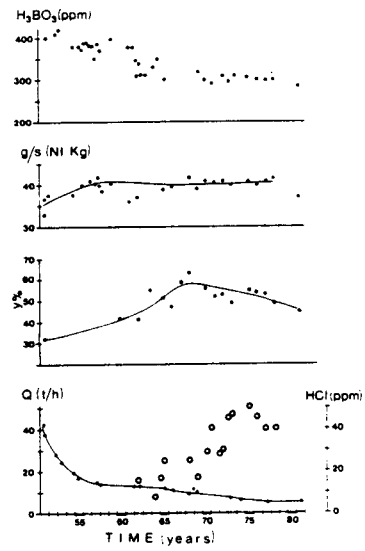 H₃BO₃(ppm)
400
300
200
g/s (Nl Kg)
40
30
70
60
y% 50
40
30
Q (t/h) HCl(ppm)
40 40
20 20
0 0
55 60 65 70 75 80
TIME (years)